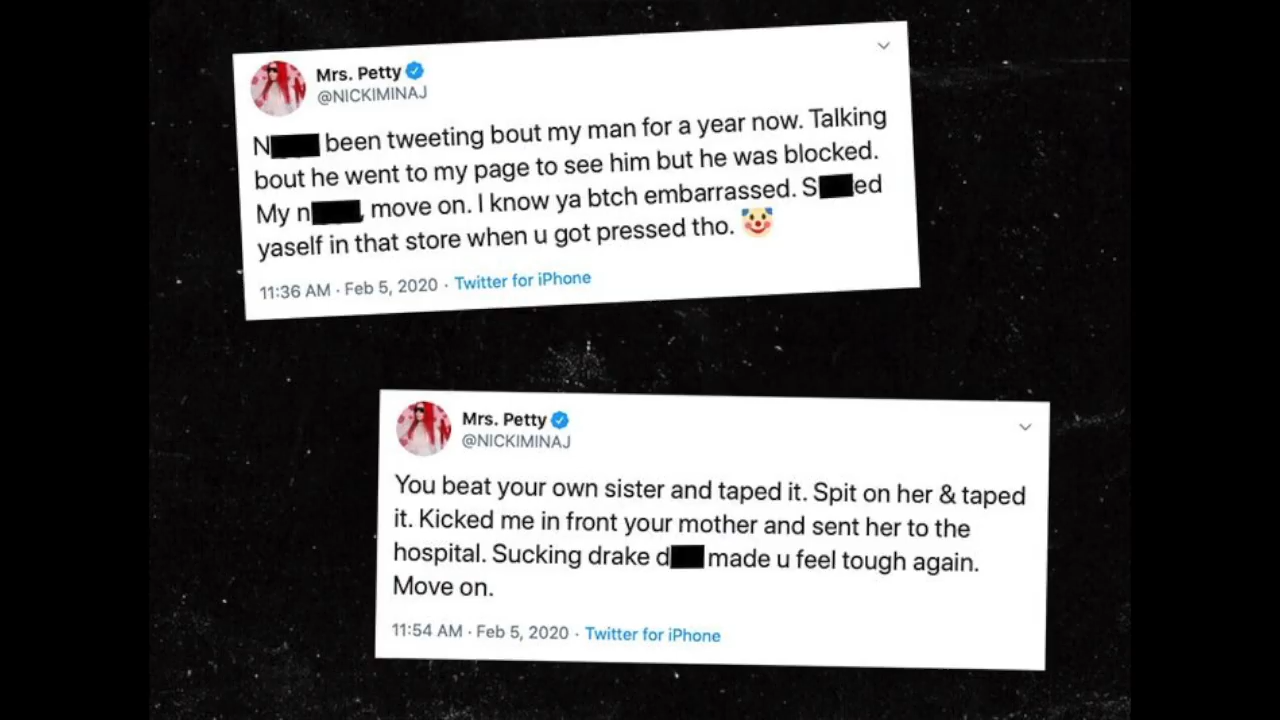 Mrs. Petty
@NICKIMINAJ
N been tweeting bout my man for a year now. Talking
bout he went to my page to see him but he was blocked.
My n , move on. I know ya btch embarrassed. S ed
yaself in that store when u got pressed tho. 🤡
11:36 AM · Feb 5, 2020 · Twitter for iPhone
Mrs. Petty
@NICKIMINAJ
You beat your own sister and taped it. Spit on her & taped
it. Kicked me in front your mother and sent her to the
hospital. Sucking drake d made u feel tough again.
Move on.
11:54 AM · Feb 5, 2020 · Twitter for iPhone